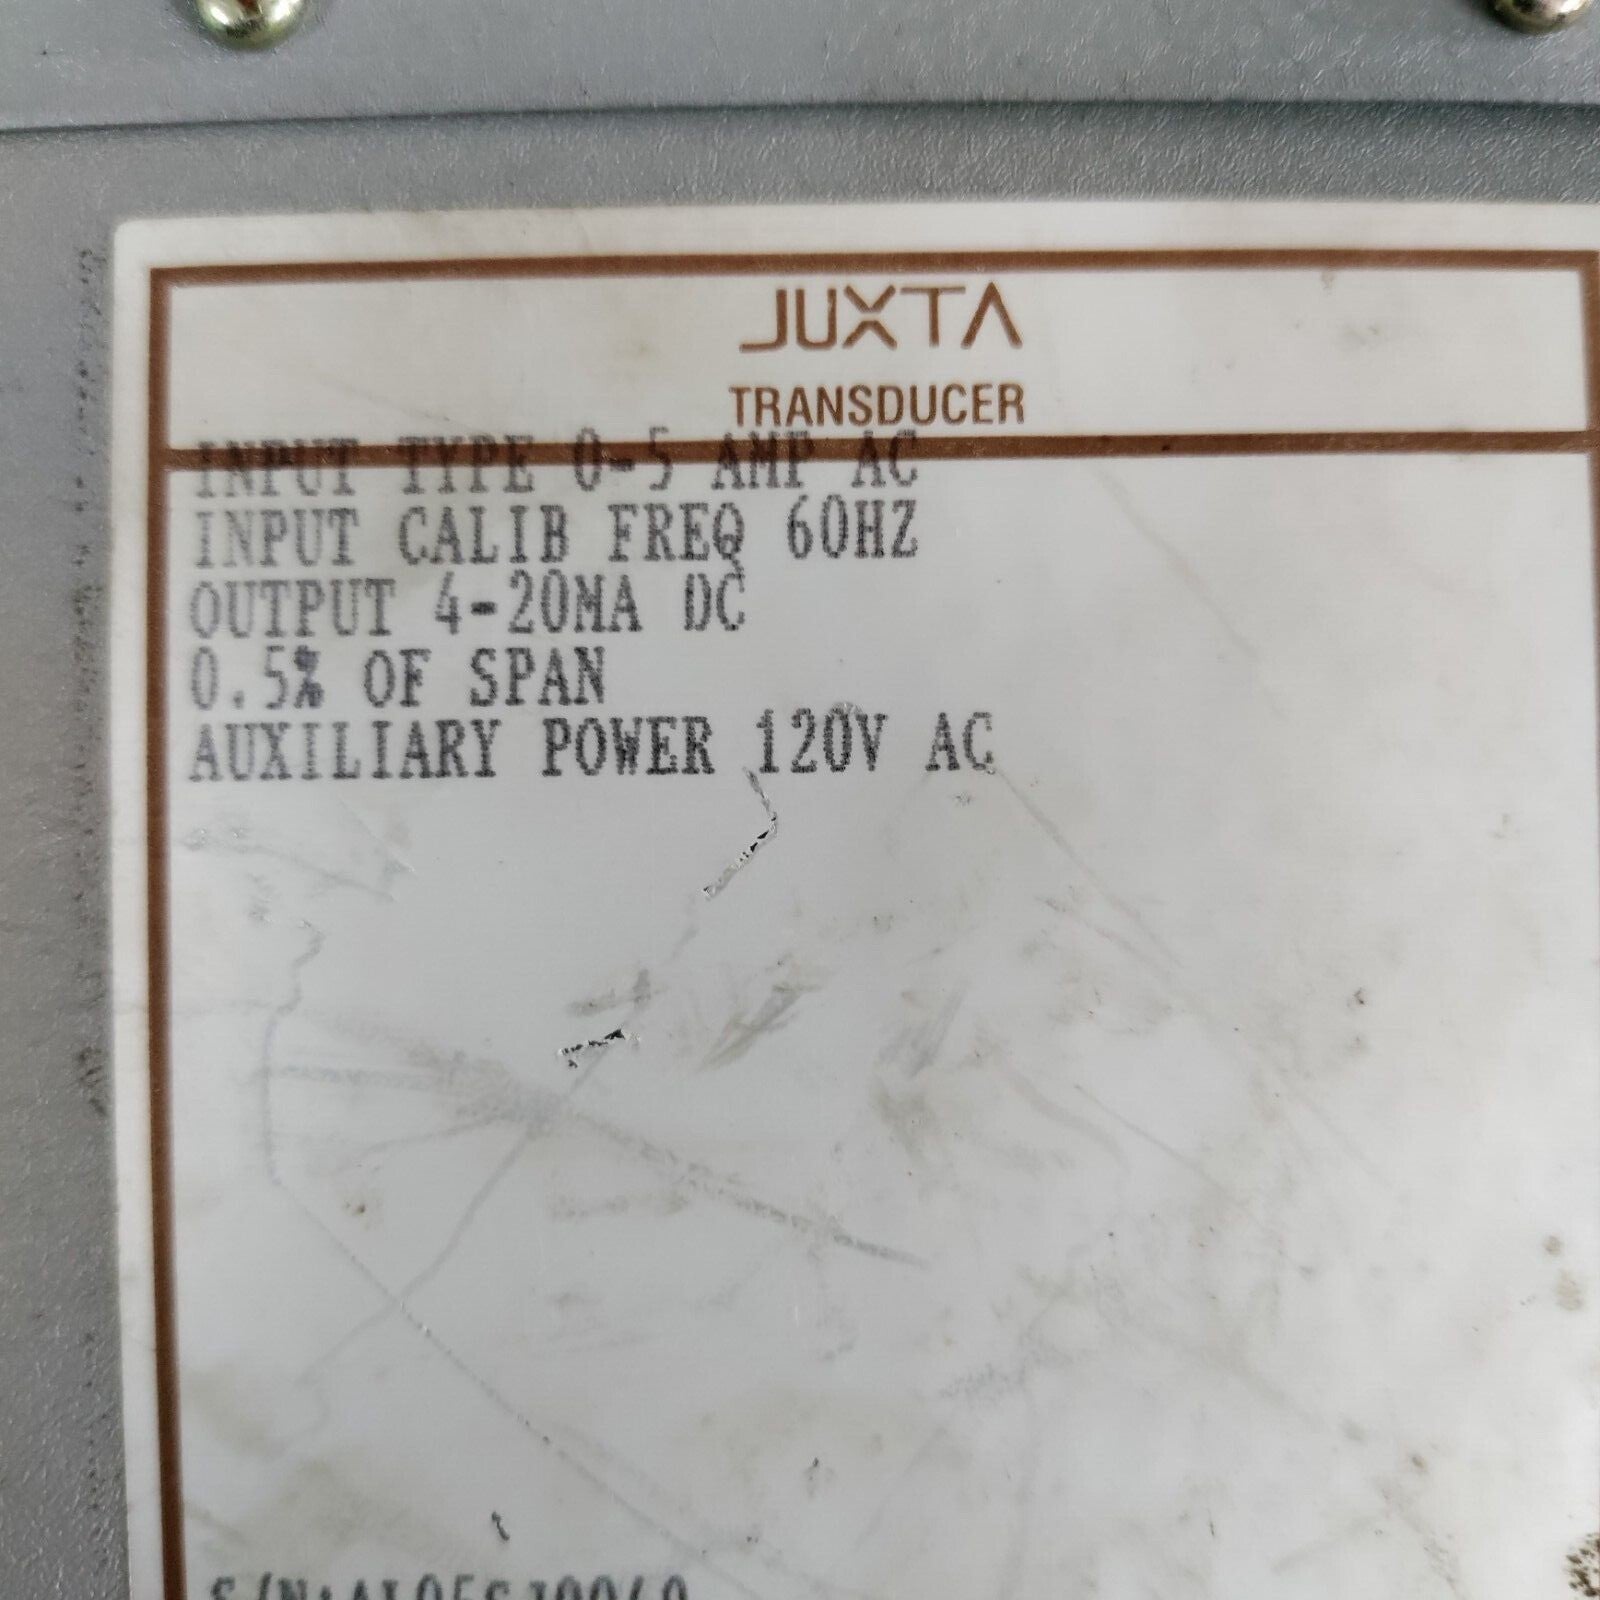 JUXTA
TRANSDUCER
INPUT TYPE 0-5 AMP AC
INPUT CALIB FREQ 60HZ
OUTPUT 4-20MA DC
0.5% OF SPAN
AUXILIARY POWER 120V AC